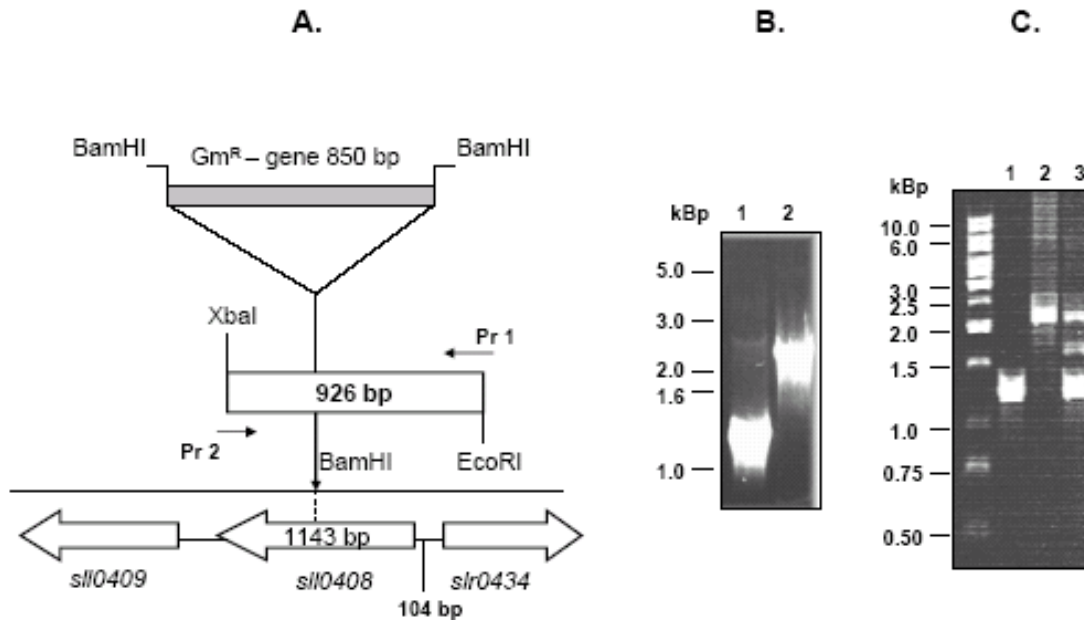 A.
BamHI
Gmᴿ – gene 850 bp
BamHI
XbaI
Pr 1
926 bp
Pr 2
BamHI
EcoRI
1143 bp
sll0409
sll0408
slr0434
104 bp
B.
kBp
1 2
5.0
3.0
2.0
1.6
1.0
C.
kBp
1 2 3
10.0
6.0
3.0
2.5
2.0
1.5
1.0
0.75
0.50